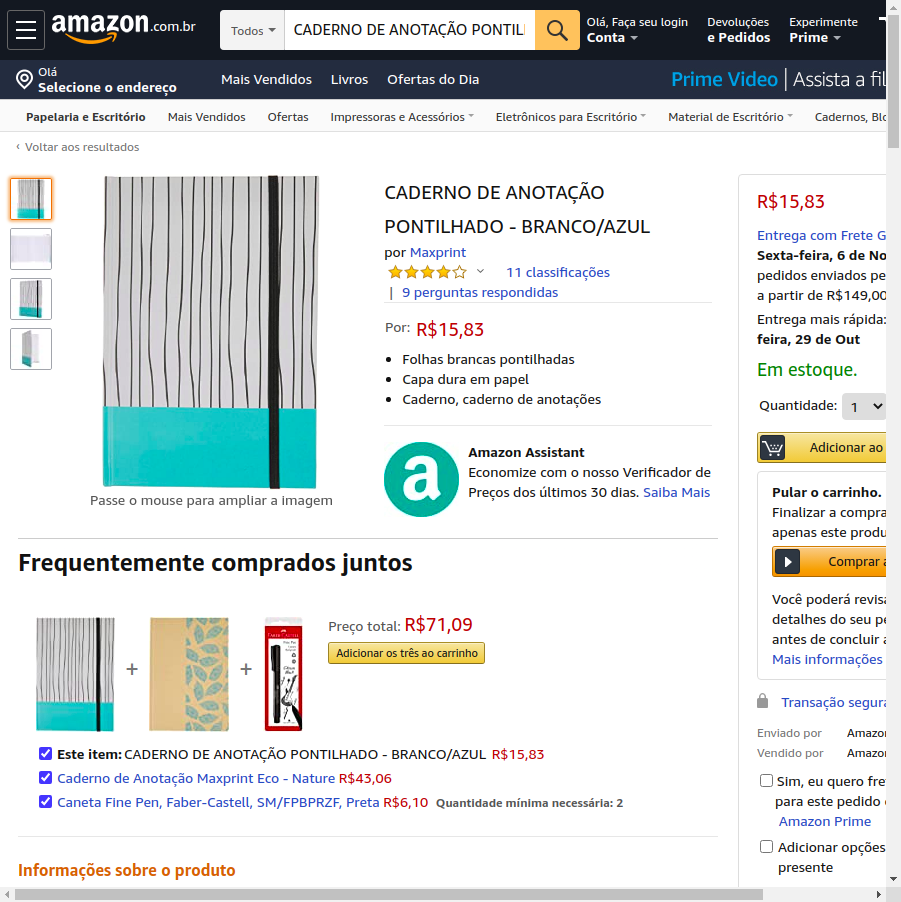 amazon.com.br
Todos
CADERNO DE ANOTAÇÃO PONTIL
Olá, Faça seu login
Conta
Devoluções
e Pedidos
Experimente
Prime
Olá
Selecione o endereço
Mais Vendidos
Livros
Ofertas do Dia
Prime Video | Assista a fil
Papelaria e Escritório
Mais Vendidos
Ofertas
Impressoras e Acessórios
Eletrônicos para Escritório
Material de Escritório
Cadernos, Blo
‹ Voltar aos resultados
CADERNO DE ANOTAÇÃO
PONTILHADO - BRANCO/AZUL
por Maxprint
11 classificações
| 9 perguntas respondidas
Por: R$15,83
Folhas brancas pontilhadas
Capa dura em papel
Caderno, caderno de anotações
a
Amazon Assistant
Economize com o nosso Verificador de
Preços dos últimos 30 dias. Saiba Mais
Passe o mouse para ampliar a imagem
R$15,83
Entrega com Frete G
Sexta-feira, 6 de No
pedidos enviados pe
a partir de R$149,00
Entrega mais rápida:
feira, 29 de Out
Em estoque.
Quantidade: 1
Adicionar ao
Pular o carrinho.
Finalizar a compra
apenas este produ
Comprar a
Você poderá revisa
detalhes do seu pe
antes de concluir a
Mais informações
Transação segura
Enviado por Amazon
Vendido por Amazon
Sim, eu quero fre
para este pedido
Amazon Prime
Adicionar opções
presente
Frequentemente comprados juntos
+
+
FABER-CASTELL
Preço total: R$71,09
Adicionar os três ao carrinho
Este item: CADERNO DE ANOTAÇÃO PONTILHADO - BRANCO/AZUL R$15,83
Caderno de Anotação Maxprint Eco - Nature R$43,06
Caneta Fine Pen, Faber-Castell, SM/FPBPRZF, Preta R$6,10 Quantidade mínima necessária: 2
Informações sobre o produto